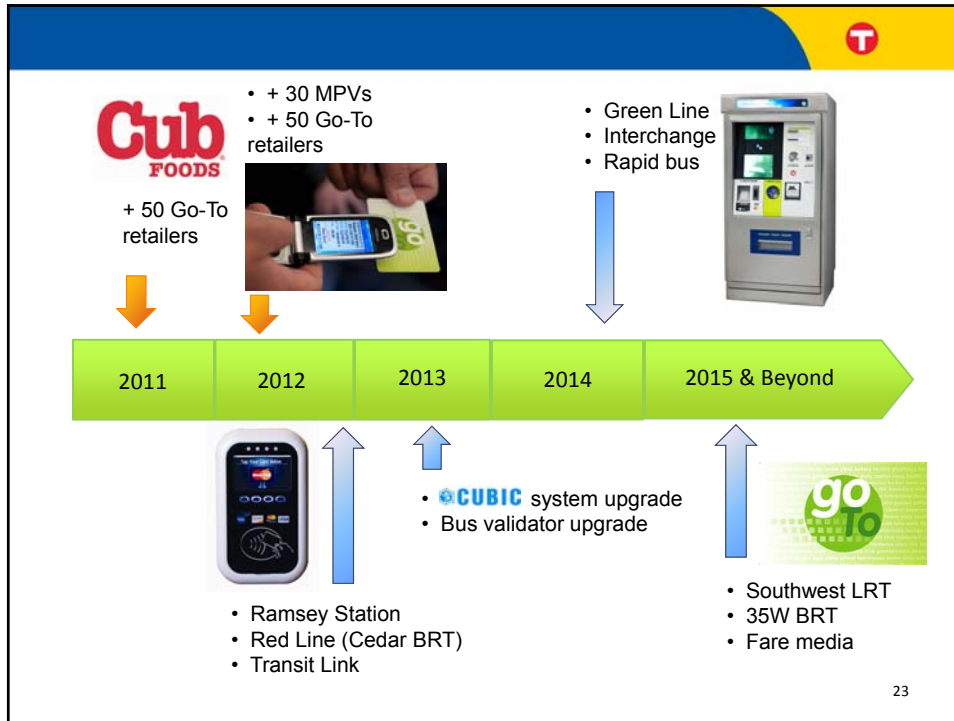 T
Cub
FOODS
+ 50 Go-To
retailers
• + 30 MPVs
• + 50 Go-To
retailers
go
To
• Green Line
• Interchange
• Rapid bus
2011
2012
2013
2014
2015 & Beyond
• CUBIC system upgrade
• Bus validator upgrade
• Ramsey Station
• Red Line (Cedar BRT)
• Transit Link
go
To
• Southwest LRT
• 35W BRT
• Fare media
23